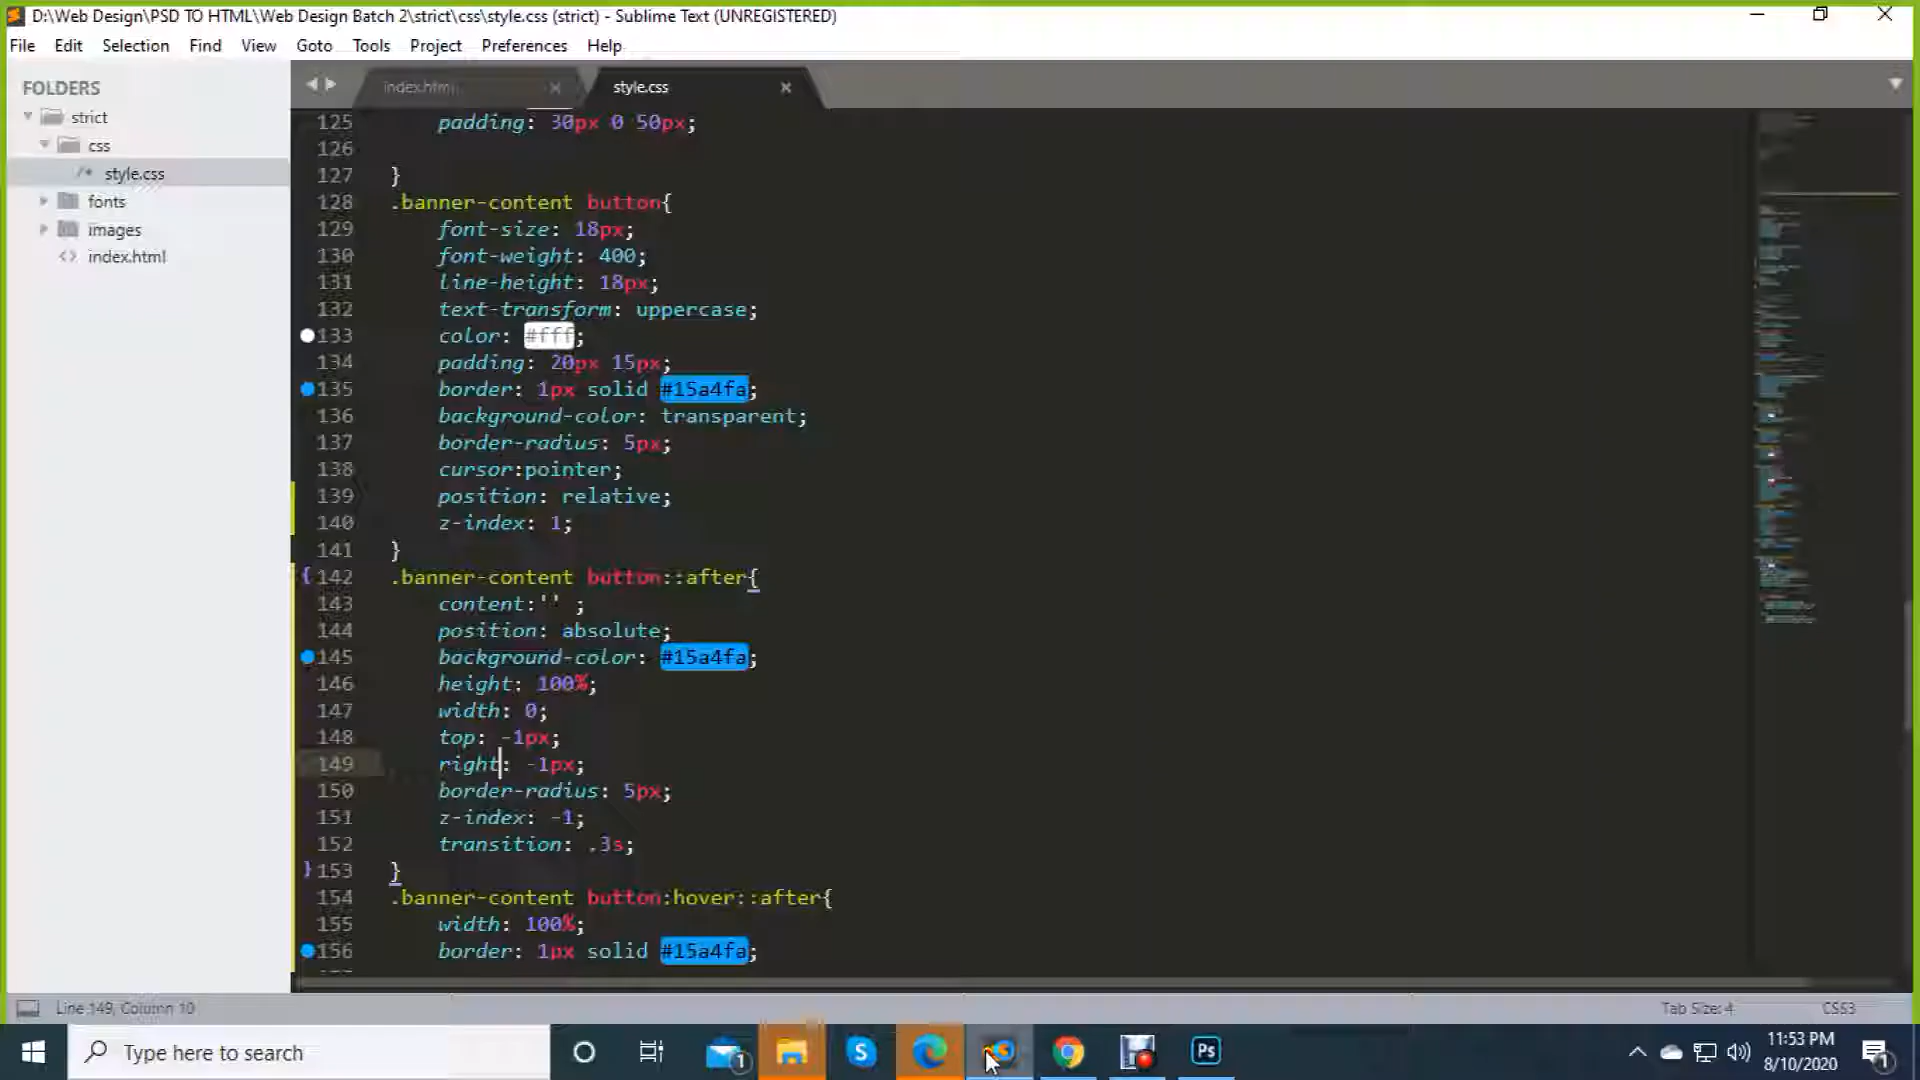 D:\Web Design\PSD TO HTML\Web Design Batch 2\strict\css\style.css (strict) - Sublime Text (UNREGISTERED)
File Edit Selection Find View Goto Tools Project Preferences Help
FOLDERS
strict
css
/* style.css
fonts
images
<> index.html
index.html
style.css
125 padding: 30px 0 50px;
126
127 }
128 .banner-content button{
129 font-size: 18px;
130 font-weight: 400;
131 line-height: 18px;
132 text-transform: uppercase;
133 color: #fff;
134 padding: 20px 15px;
135 border: 1px solid #15a4fa;
136 background-color: transparent;
137 border-radius: 5px;
138 cursor:pointer;
139 position: relative;
140 z-index: 1;
141 }
142 .banner-content button::after{
143 content:'' ;
144 position: absolute;
145 background-color: #15a4fa;
146 height: 100%;
147 width: 0;
148 top: -1px;
149 right: -1px;
150 border-radius: 5px;
151 z-index: -1;
152 transition: .3s;
153 }
154 .banner-content button:hover::after{
155 width: 100%;
156 border: 1px solid #15a4fa;
Line 149, Column 10
Tab Size: 4
CSS3
Type here to search
1
Ps
11:53 PM
8/10/2020
1